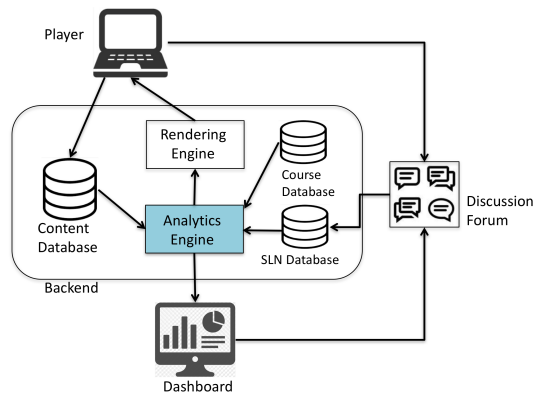 Player
Rendering
Engine
Course
Database
Discussion
Forum
Content
Database
Analytics
Engine
SLN Database
Backend
Dashboard